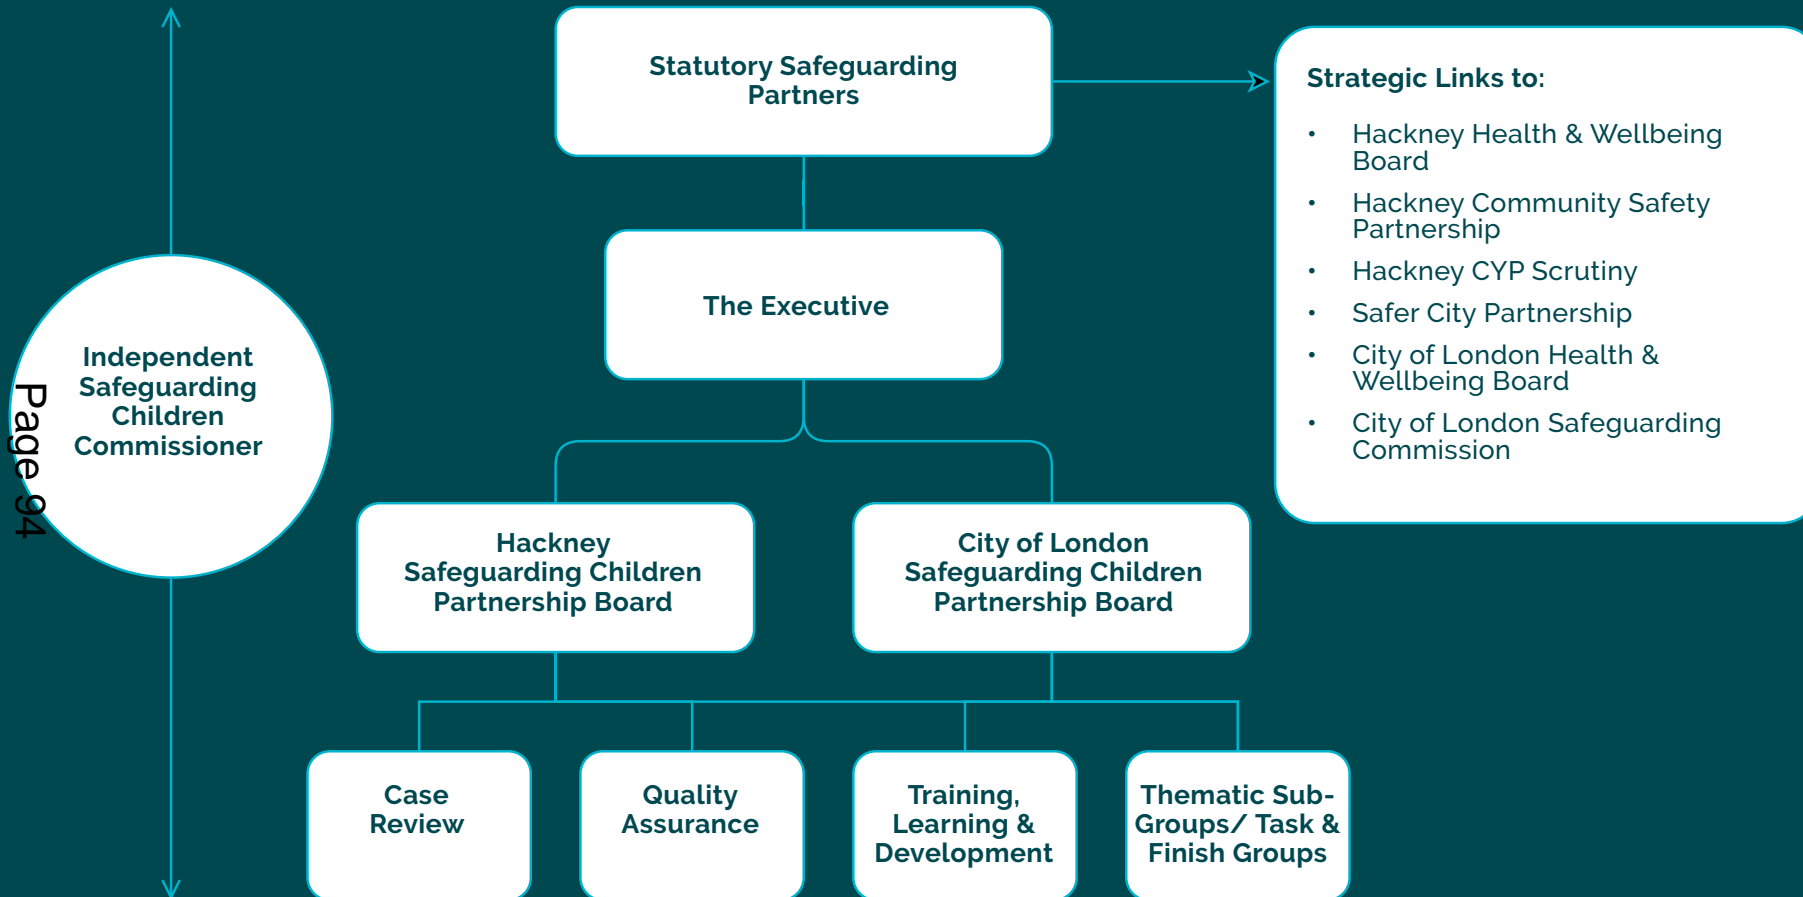 Statutory Safeguarding
Partners
Strategic Links to:
• Hackney Health & Wellbeing
Board
• Hackney Community Safety
Partnership
• Hackney CYP Scrutiny
• Safer City Partnership
• City of London Health &
Wellbeing Board
• City of London Safeguarding
Commission
The Executive
Independent
Safeguarding
Children
Commissioner
Page 94
Hackney
Safeguarding Children
Partnership Board
City of London
Safeguarding Children
Partnership Board
Case
Review
Quality
Assurance
Training,
Learning &
Development
Thematic Sub-
Groups/ Task &
Finish Groups